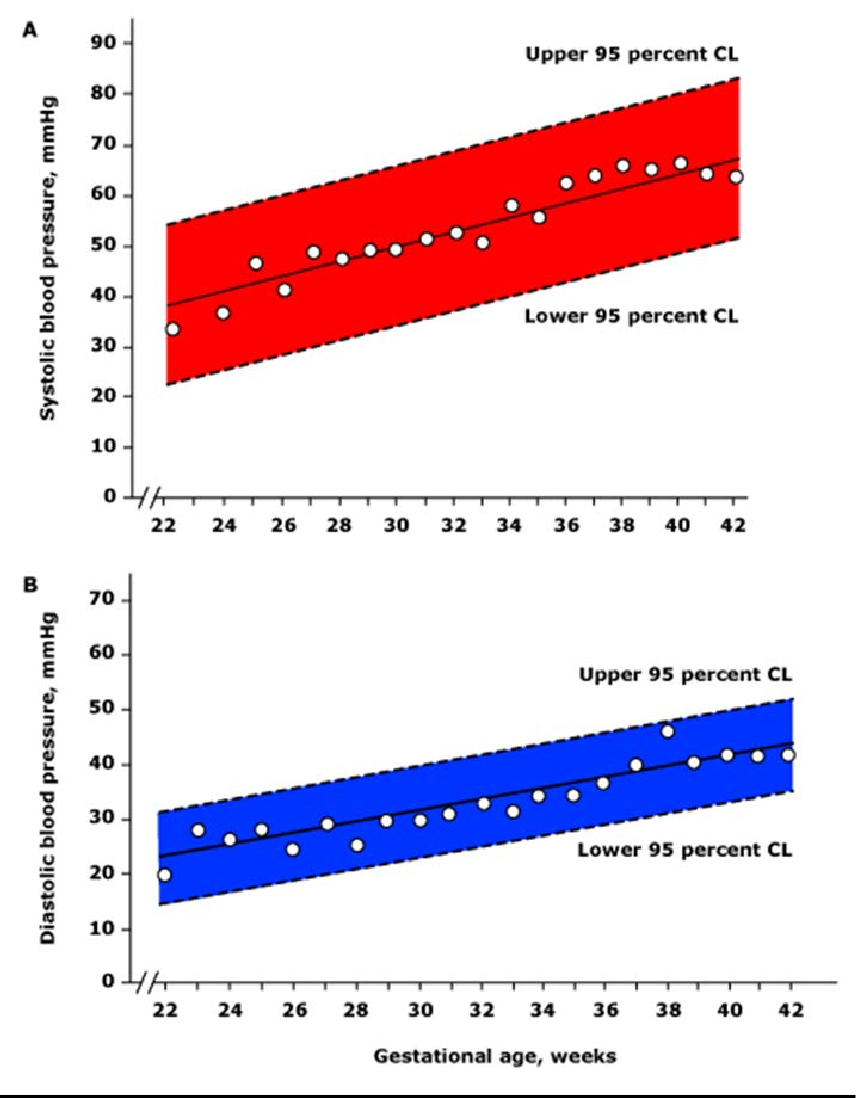 A
Systolic blood pressure, mmHg
90
80
70
60
50
40
30
20
10
0
Upper 95 percent CL
Lower 95 percent CL
22 24 26 28 30 32 34 36 38 40 42
B
Diastolic blood pressure, mmHg
70
60
50
40
30
20
10
0
Upper 95 percent CL
Lower 95 percent CL
22 24 26 28 30 32 34 36 38 40 42
Gestational age, weeks